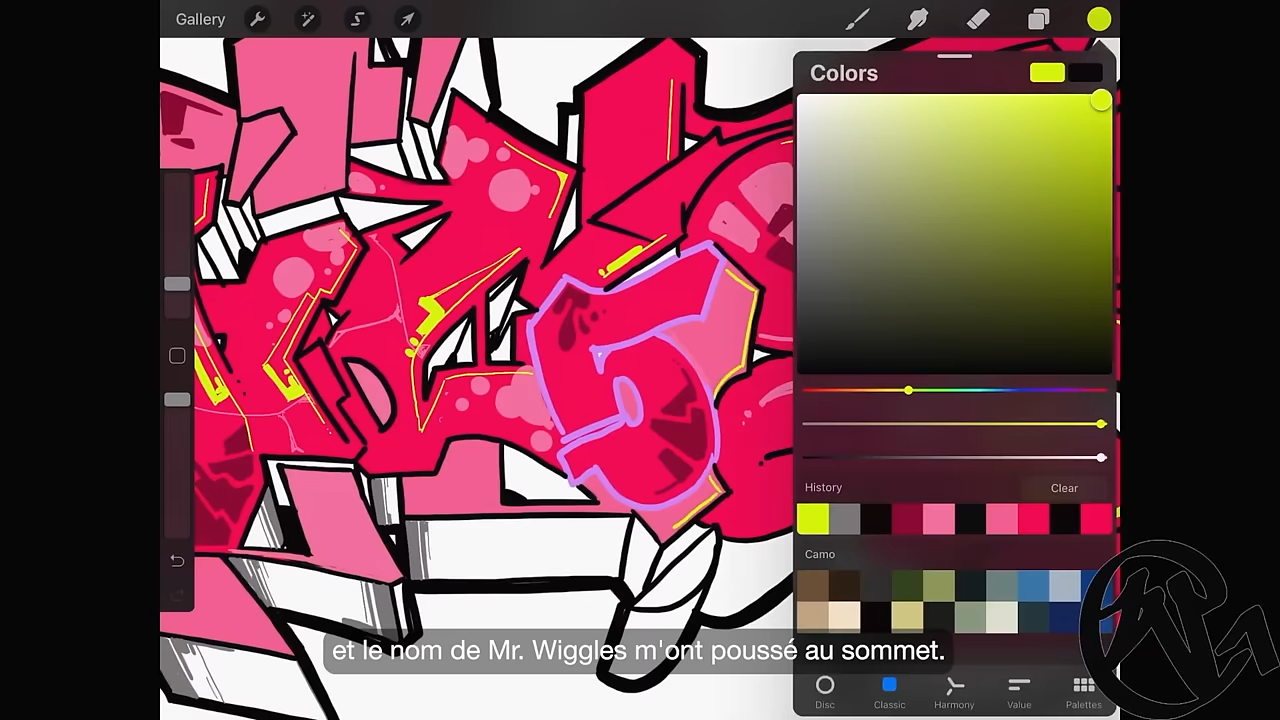 Gallery
Colors
History
Clear
Camo
et le nom de Mr. Wiggles m'ont poussé au sommet.
Disc
Classic
Harmony
Value
Palettes